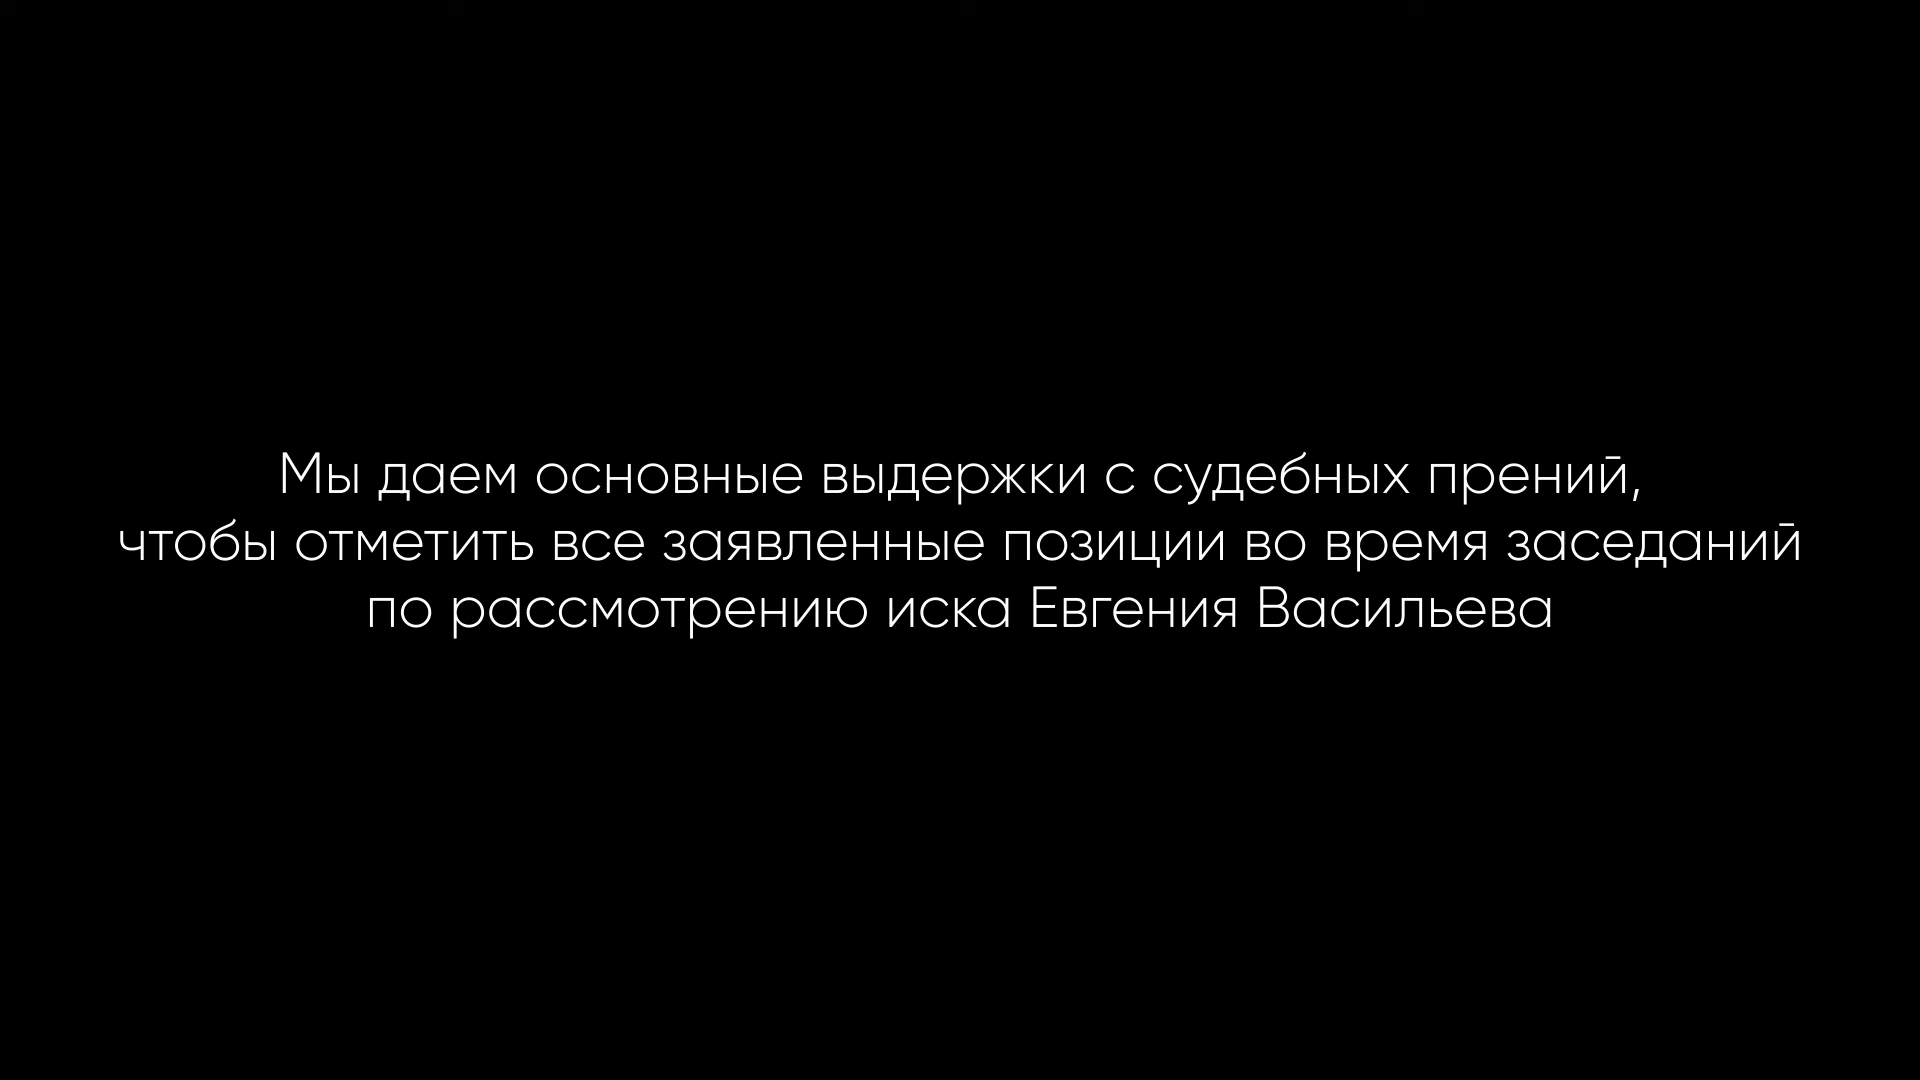 Мы даем основные выдержки с судебных прений,
чтобы отметить все заявленные позиции во время заседаний
по рассмотрению иска Евгения Васильева